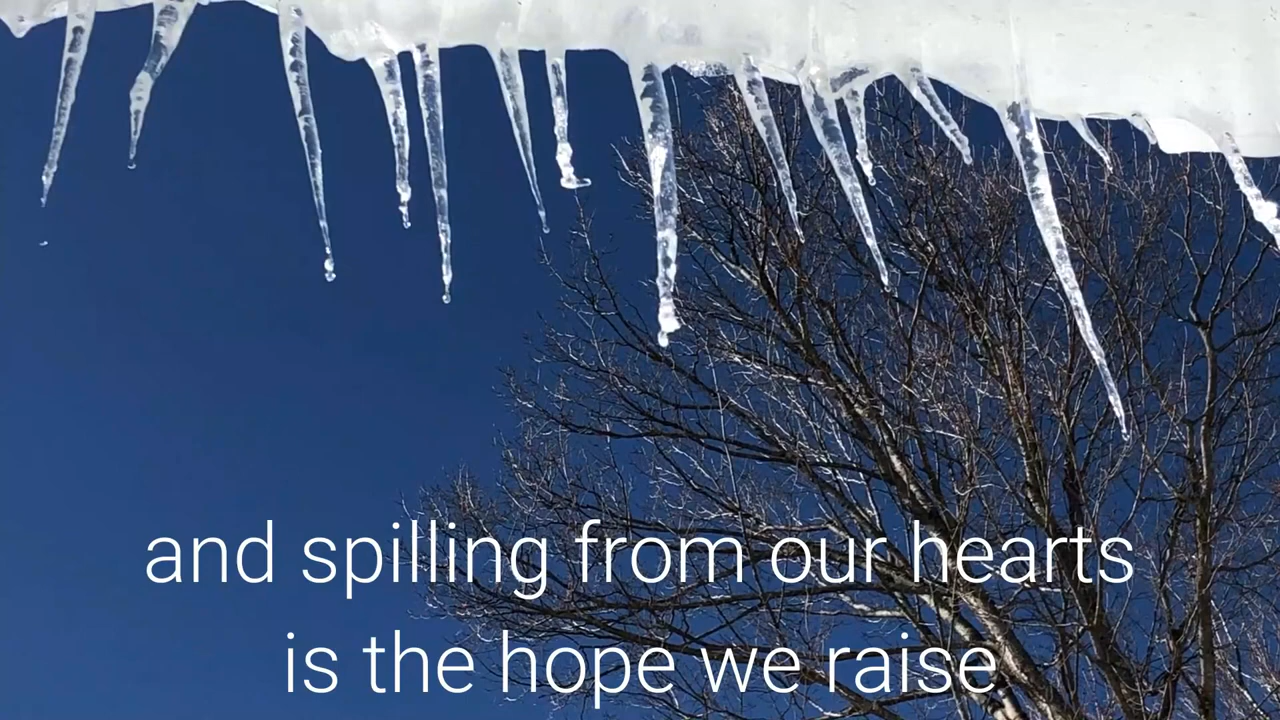 and spilling from our hearts
is the hope we raise